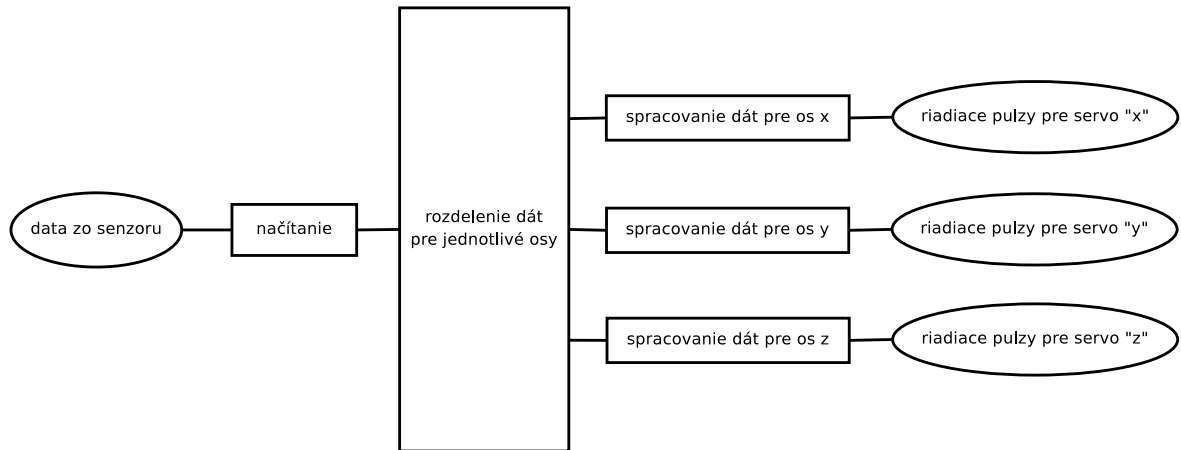 data zo senzoru
načítanie
rozdelenie dát
pre jednotlivé osy
spracovanie dát pre os x
riadiace pulzy pre servo "x"
spracovanie dát pre os y
riadiace pulzy pre servo "y"
spracovanie dát pre os z
riadiace pulzy pre servo "z"